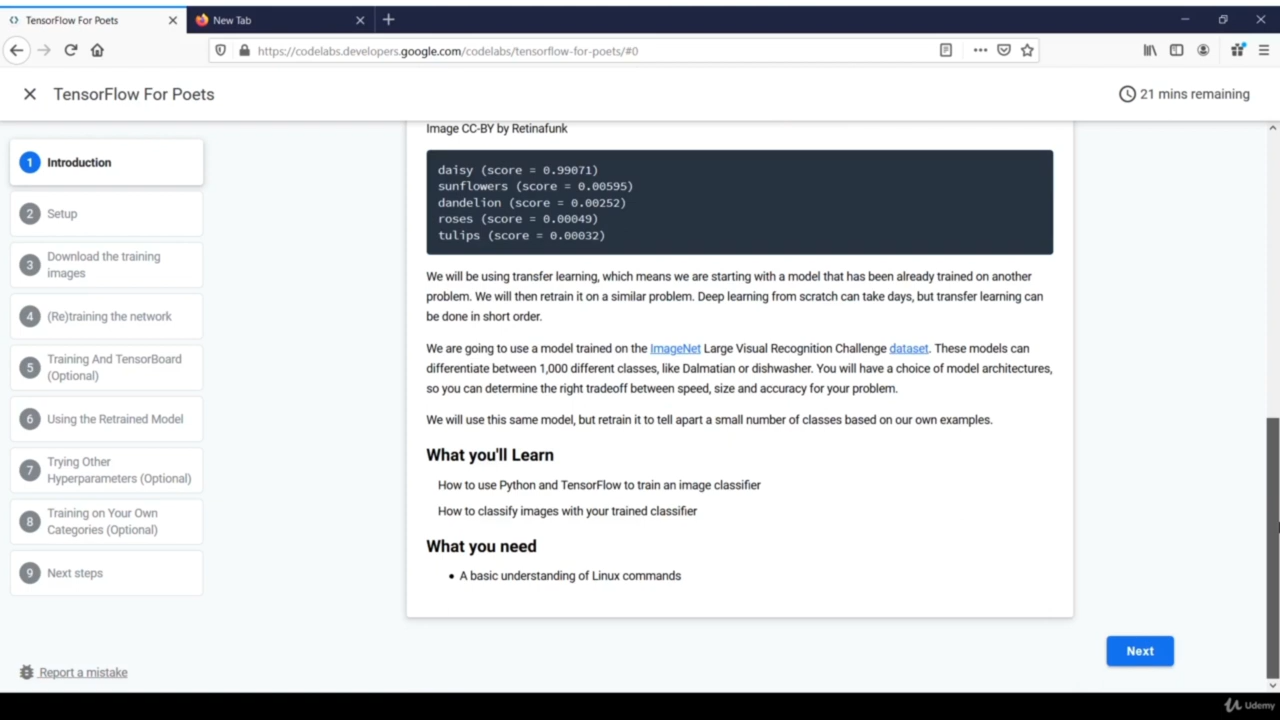 TensorFlow For Poets
New Tab
https://codelabs.developers.google.com/codelabs/tensorflow-for-poets/#0
TensorFlow For Poets
21 mins remaining
1 Introduction
2 Setup
3 Download the training
images
4 (Re)training the network
5 Training And TensorBoard
(Optional)
6 Using the Retrained Model
7 Trying Other
Hyperparameters (Optional)
8 Training on Your Own
Categories (Optional)
9 Next steps
Report a mistake
Image CC-BY by Retinafunk
daisy (score = 0.99071)
sunflowers (score = 0.00595)
dandelion (score = 0.00252)
roses (score = 0.00049)
tulips (score = 0.00032)
We will be using transfer learning, which means we are starting with a model that has been already trained on another
problem. We will then retrain it on a similar problem. Deep learning from scratch can take days, but transfer learning can
be done in short order.
We are going to use a model trained on the ImageNet Large Visual Recognition Challenge dataset. These models can
differentiate between 1,000 different classes, like Dalmatian or dishwasher. You will have a choice of model architectures,
so you can determine the right tradeoff between speed, size and accuracy for your problem.
We will use this same model, but retrain it to tell apart a small number of classes based on our own examples.
What you'll Learn
How to use Python and TensorFlow to train an image classifier
How to classify images with your trained classifier
What you need
• A basic understanding of Linux commands
Next
Udemy